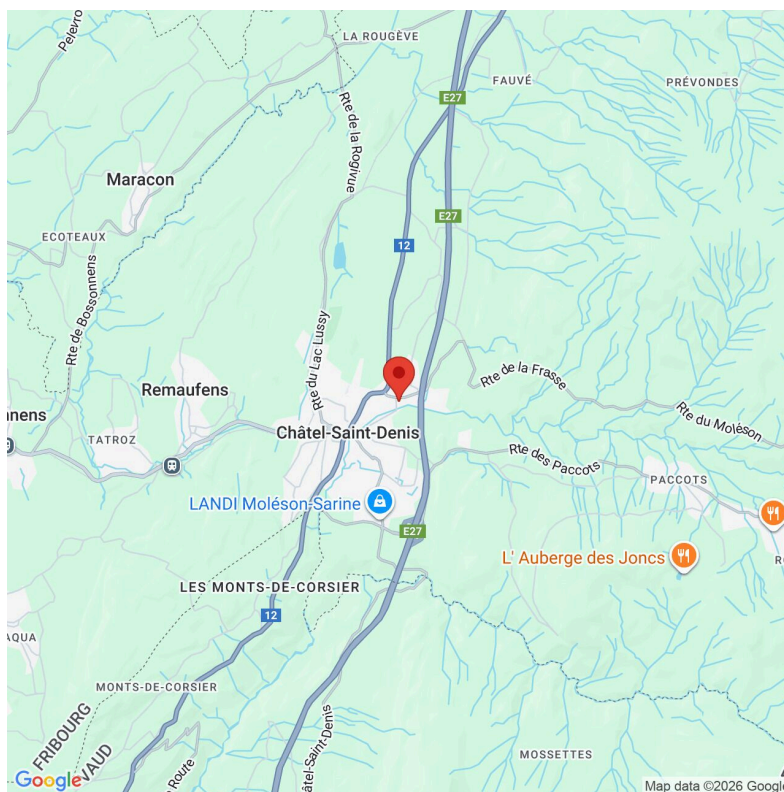 LA ROUGÈVE
Pelevro
FAUVÉ
PRÉVONDES
E27
Rte de la Rogivue
Maracon
E27
ECOTEAUX
12
Rte de Bossonnens
Rte du Lac Lussy
Rte de la Frasse
Remaufens
Rte du Moléson
nens
TATROZ
Châtel-Saint-Denis
Rte des Paccots
PACCOTS
LANDI Moléson-Sarine
E27
L' Auberge des Joncs
LES MONTS-DE-CORSIER
12
AQUA
MONTS-DE-CORSIER
FRIBOURG
VAUD
âtel-Saint-Denis
Route
MOSSETTES
Google
Map data ©2026 Google